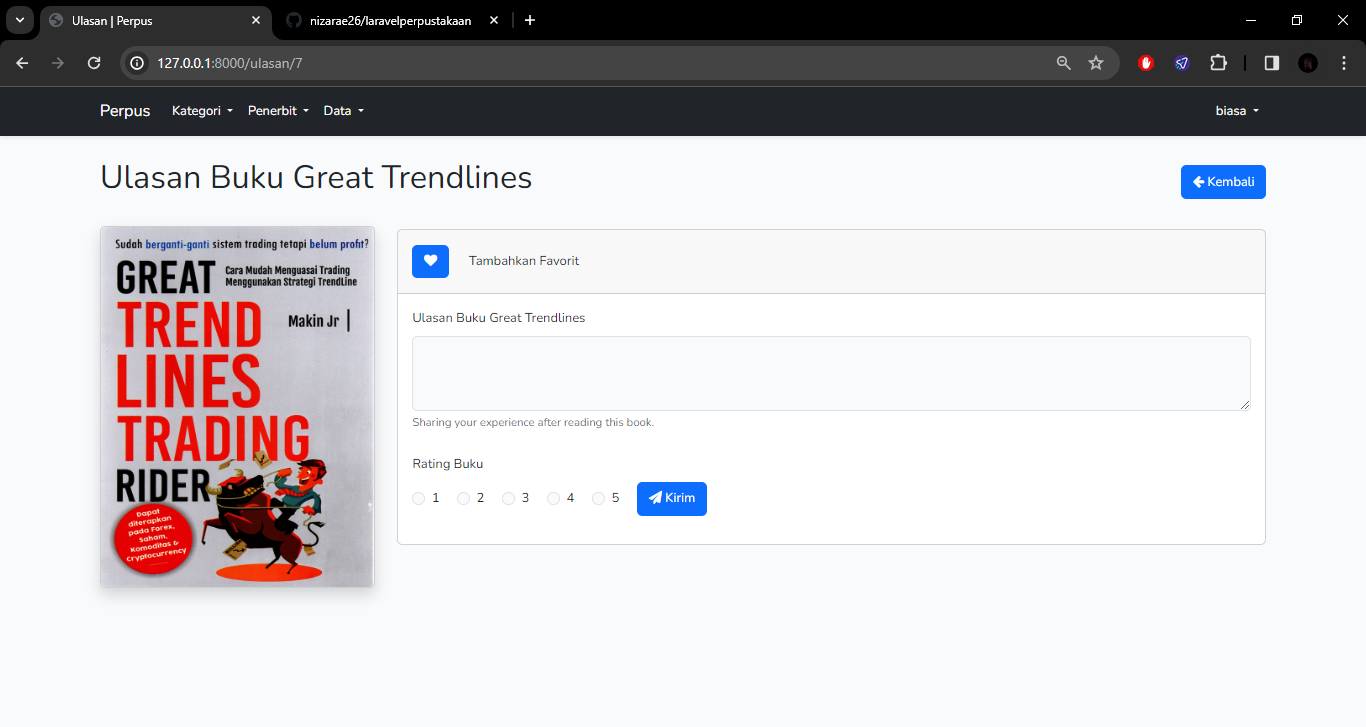 Ulasan | Perpus
nizarae26/laravelperpustakaan
127.0.0.1:8000/ulasan/7
Perpus Kategori Penerbit Data biasa
Ulasan Buku Great Trendlines
Kembali
Sudah berganti-ganti sistem trading tetapi belum profit?
GREAT
Cara Mudah Menguasai Trading
Menggunakan Strategi TrendLine
TREND
Makin Jr
LINES
TRADING
RIDER
Dapat
diterapkan
pada Forex,
Saham,
Komoditas &
Cryptocurrency
Tambahkan Favorit
Ulasan Buku Great Trendlines
Sharing your experience after reading this book.
Rating Buku
1 2 3 4 5 Kirim